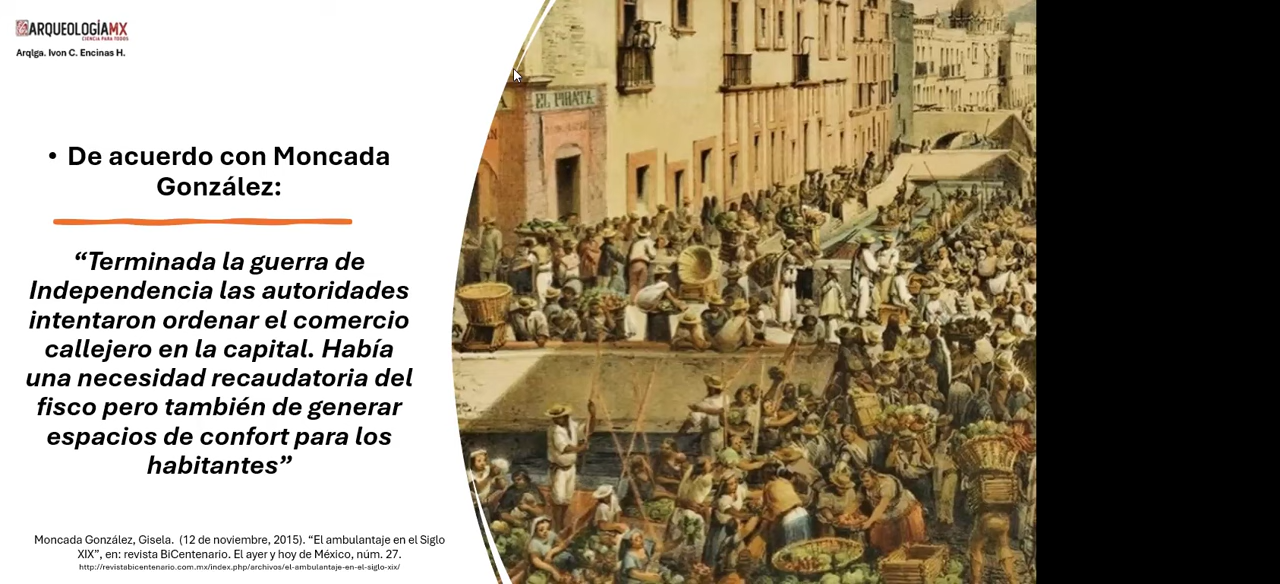 ARQUEOLOGÍAMX
CIENCIA PARA TODOS
Arqlga. Ivon C. Encinas H.
• De acuerdo con Moncada
González:
“Terminada la guerra de
Independencia las autoridades
intentaron ordenar el comercio
callejero en la capital. Había
una necesidad recaudatoria del
fisco pero también de generar
espacios de confort para los
habitantes”
Moncada González, Gisela. (12 de noviembre, 2015). “El ambulantaje en el Siglo
XIX”, en: revista BiCentenario. El ayer y hoy de México, núm. 27.
http://revistabicentenario.com.mx/index.php/archivos/el-ambulantaje-en-el-siglo-xix/
EL PIRATA